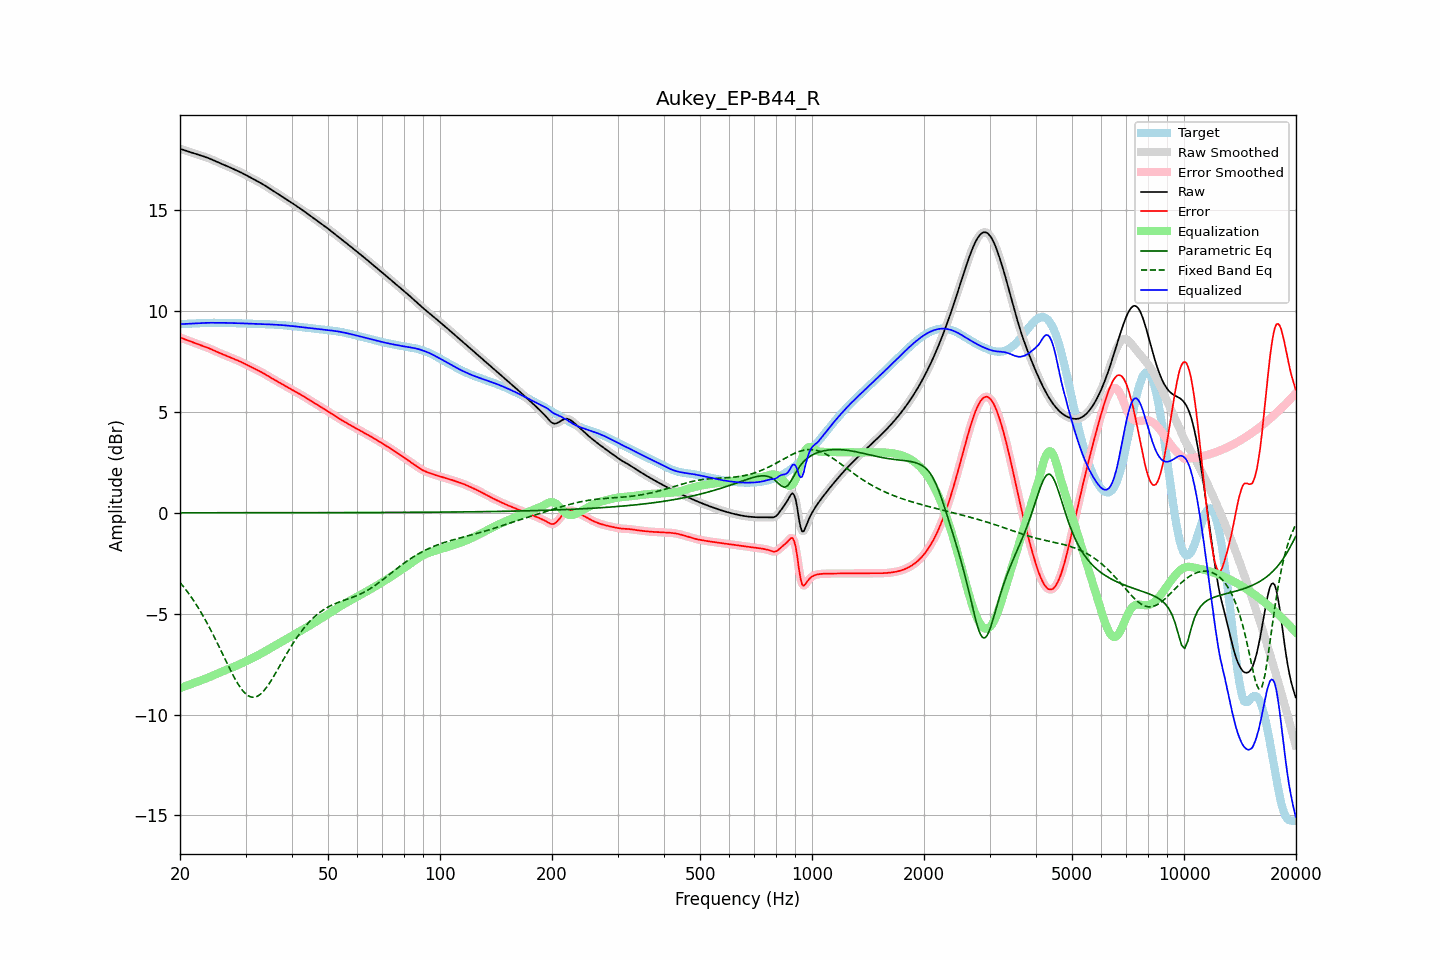 Aukey_EP-B44_R
Target
Raw Smoothed
Error Smoothed
Raw
Error
Equalization
Parametric Eq
Fixed Band Eq
Equalized
Amplitude (dBr)
15
10
5
0
−5
−10
−15
20 50 100 200 500 1000 2000 5000 10000 20000
Frequency (Hz)